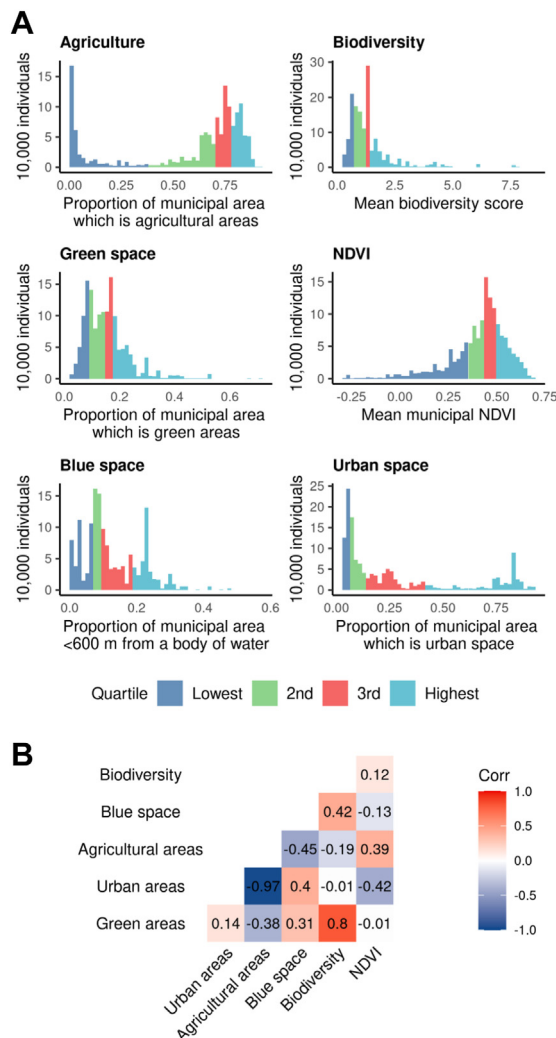 A
Agriculture
Biodiversity
10,000 individuals
15
10
5
0
0.00 0.25 0.50 0.75
Proportion of municipal area
which is agricultural areas
10,000 individuals
30
20
10
0
0.0 2.5 5.0 7.5
Mean biodiversity score
Green space
NDVI
10,000 individuals
15
10
5
0
0.0 0.2 0.4 0.6
Proportion of municipal area
which is green areas
10,000 individuals
15
10
5
0
-0.25 0.00 0.25 0.50 0.75
Mean municipal NDVI
Blue space
Urban space
10,000 individuals
15
10
5
0
0.0 0.2 0.4 0.6
Proportion of municipal area
<600 m from a body of water
10,000 individuals
25
20
15
10
5
0
0.00 0.25 0.50 0.75
Proportion of municipal area
which is urban space
Quartile Lowest 2nd 3rd Highest
B
Biodiversity 0.12
Blue space 0.42 -0.13
Agricultural areas -0.45 -0.19 0.39
Urban areas -0.97 0.4 -0.01 -0.42
Green areas 0.14 -0.38 0.31 0.8 -0.01
Urban areas
Agricultural areas
Blue space
Biodiversity
NDVI
Corr
1.0
0.5
0.0
-0.5
-1.0